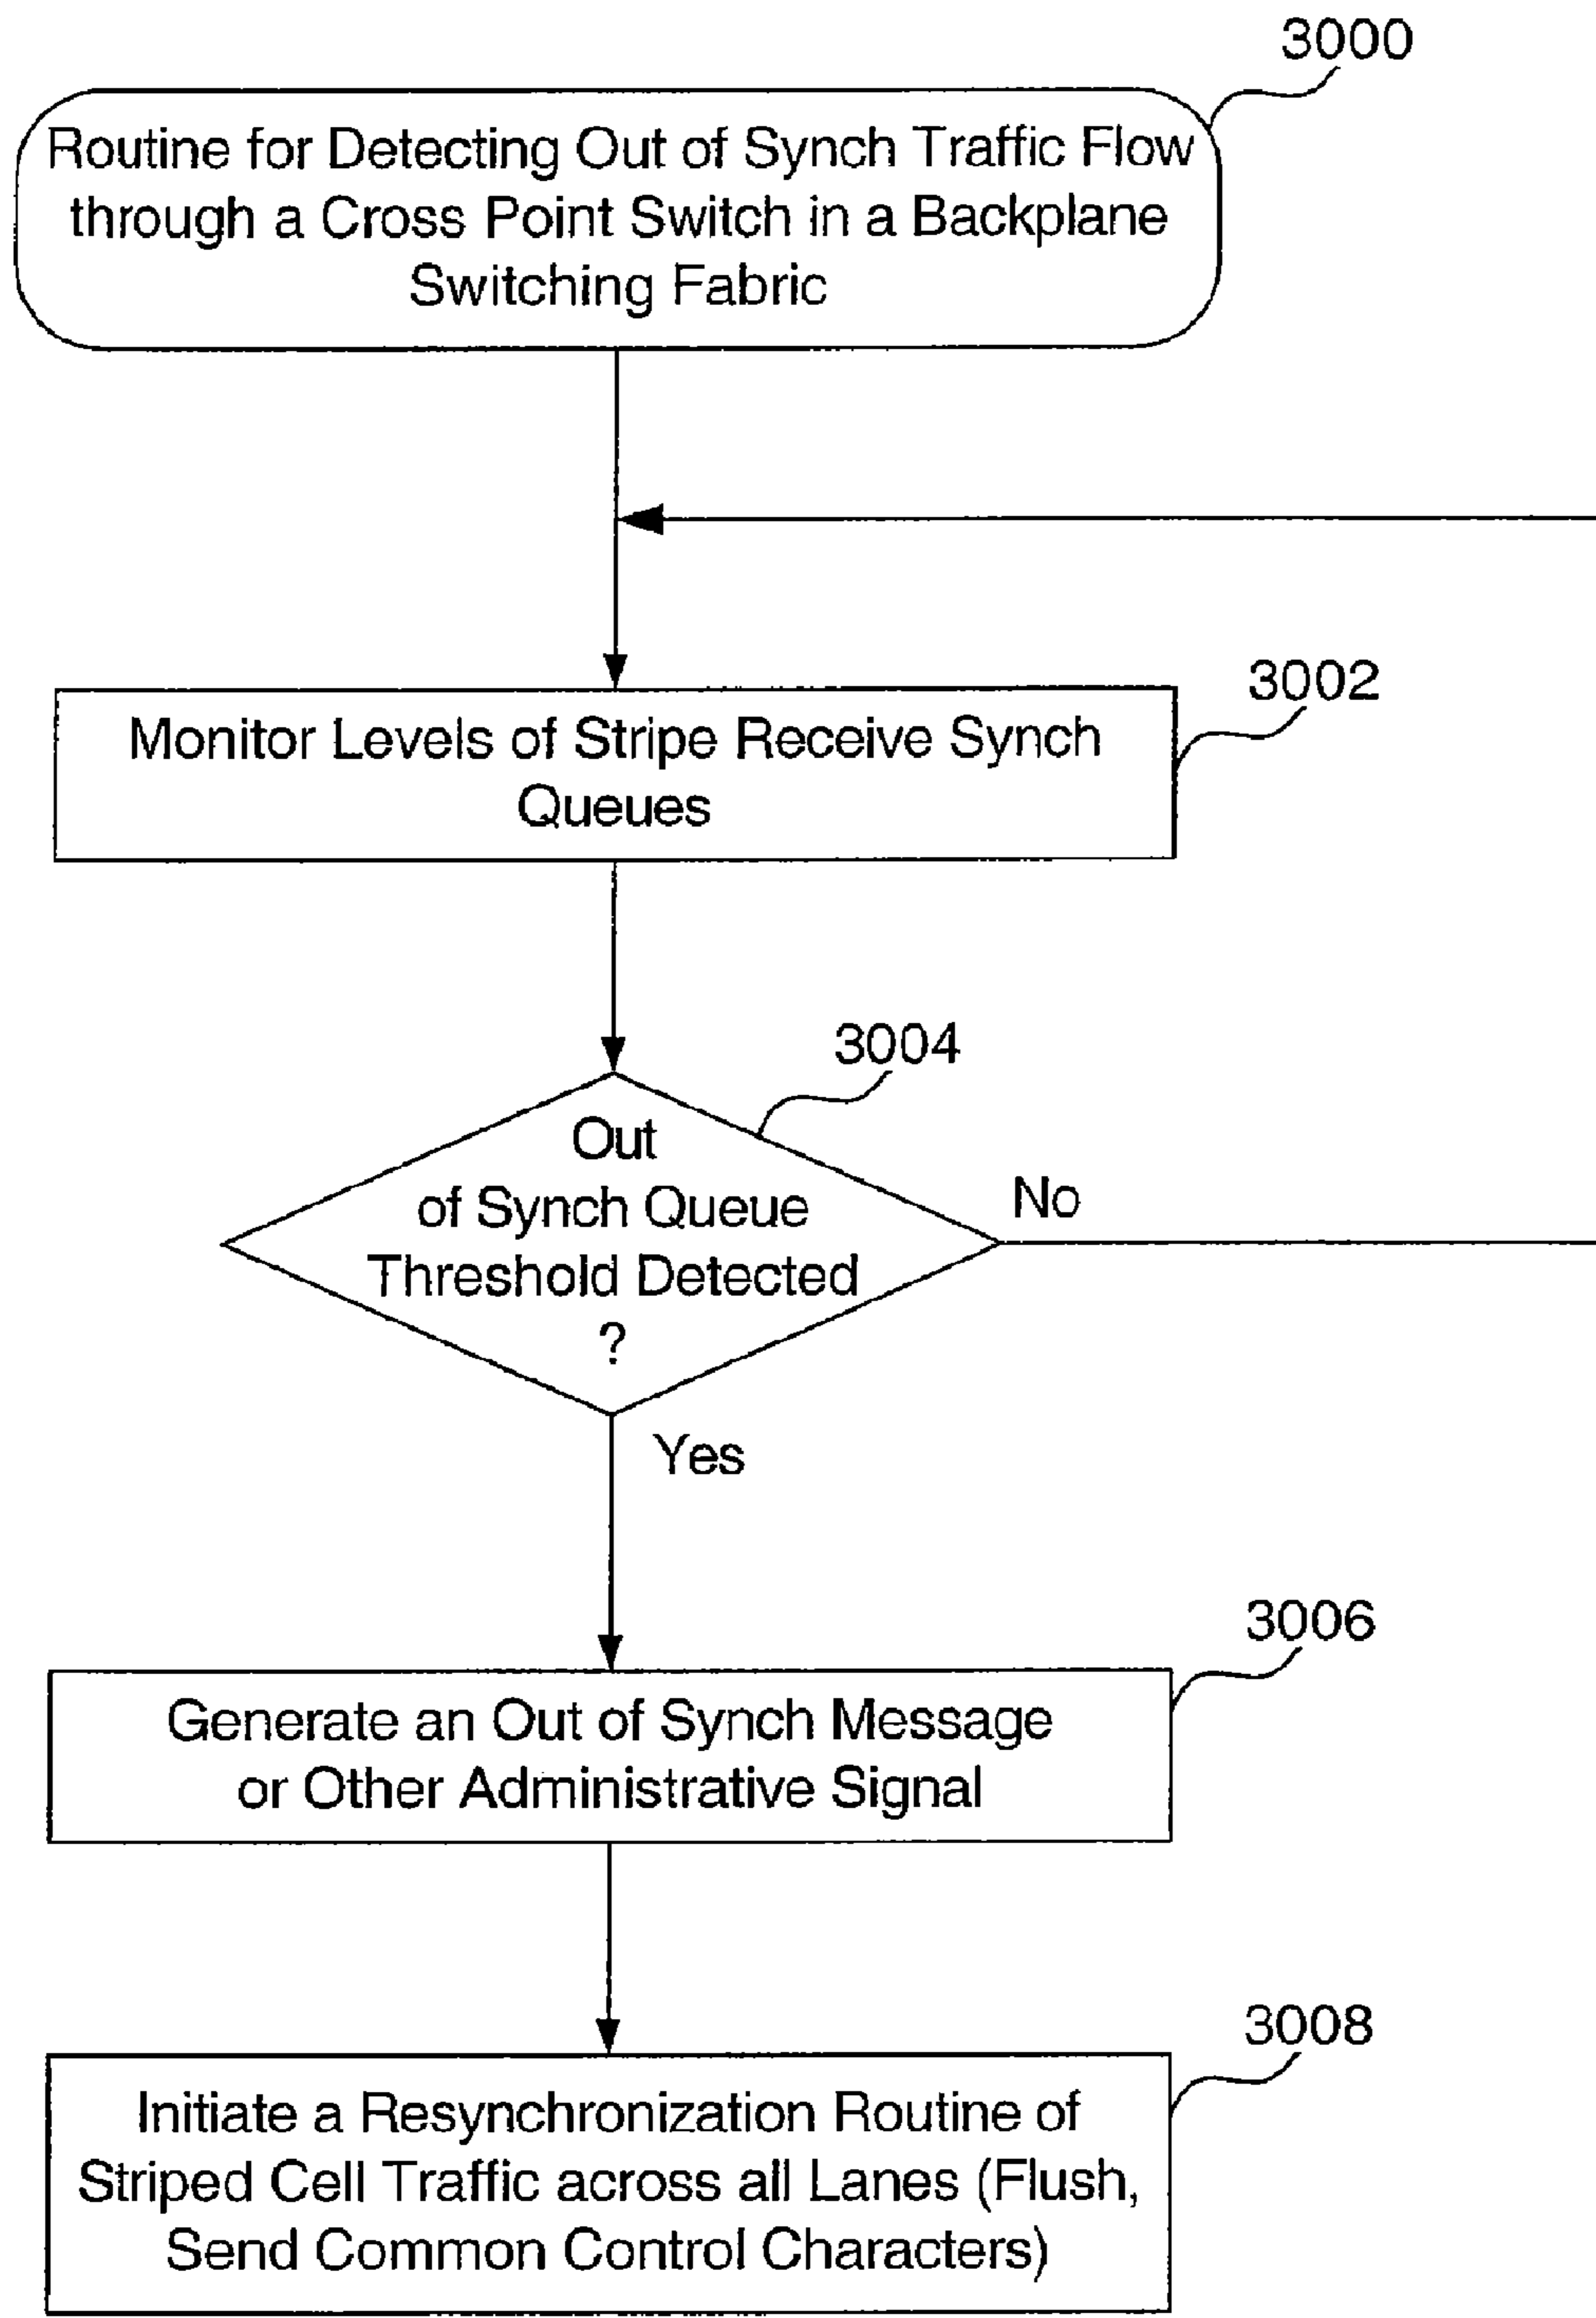 3000
Routine for Detecting Out of Synch Traffic Flow
through a Cross Point Switch in a Backplane
Switching Fabric
3002
Monitor Levels of Stripe Receive Synch
Queues
3004
Out
of Synch Queue
Threshold Detected
?
No
Yes
3006
Generate an Out of Synch Message
or Other Administrative Signal
3008
Initiate a Resynchronization Routine of
Striped Cell Traffic across all Lanes (Flush,
Send Common Control Characters)